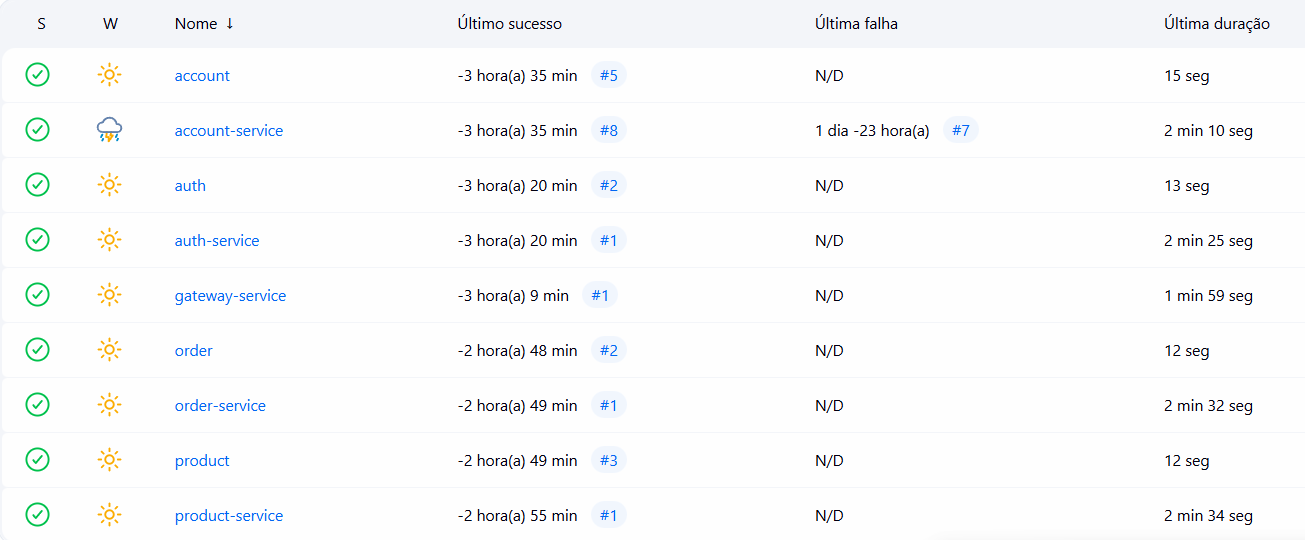 S W Nome ↓ Último sucesso Última falha Última duração
account -3 hora(a) 35 min #5 N/D 15 seg
account-service -3 hora(a) 35 min #8 1 dia -23 hora(a) #7 2 min 10 seg
auth -3 hora(a) 20 min #2 N/D 13 seg
auth-service -3 hora(a) 20 min #1 N/D 2 min 25 seg
gateway-service -3 hora(a) 9 min #1 N/D 1 min 59 seg
order -2 hora(a) 48 min #2 N/D 12 seg
order-service -2 hora(a) 49 min #1 N/D 2 min 32 seg
product -2 hora(a) 49 min #3 N/D 12 seg
product-service -2 hora(a) 55 min #1 N/D 2 min 34 seg